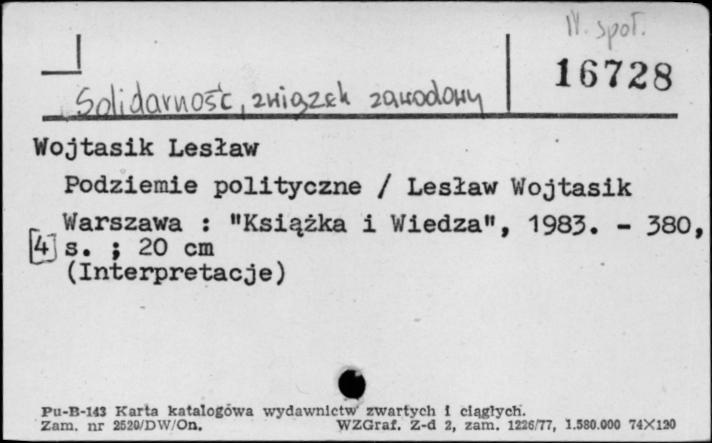 N. społ.
16728
Solidarność, związek zawodowy
Wojtasik Lesław
Podziemie polityczne / Lesław Wojtasik
Warszawa : "Książka i Wiedza", 1983. - 380,
[4] s. ; 20 cm
(Interpretacje)
Pu-B-143 Karta katalogowa wydawnictw zwartych i ciągłych.
Zam. nr 2520/DW/On. WZGraf. Z-d 2, zam. 1226/77, 1.580.000 74×120